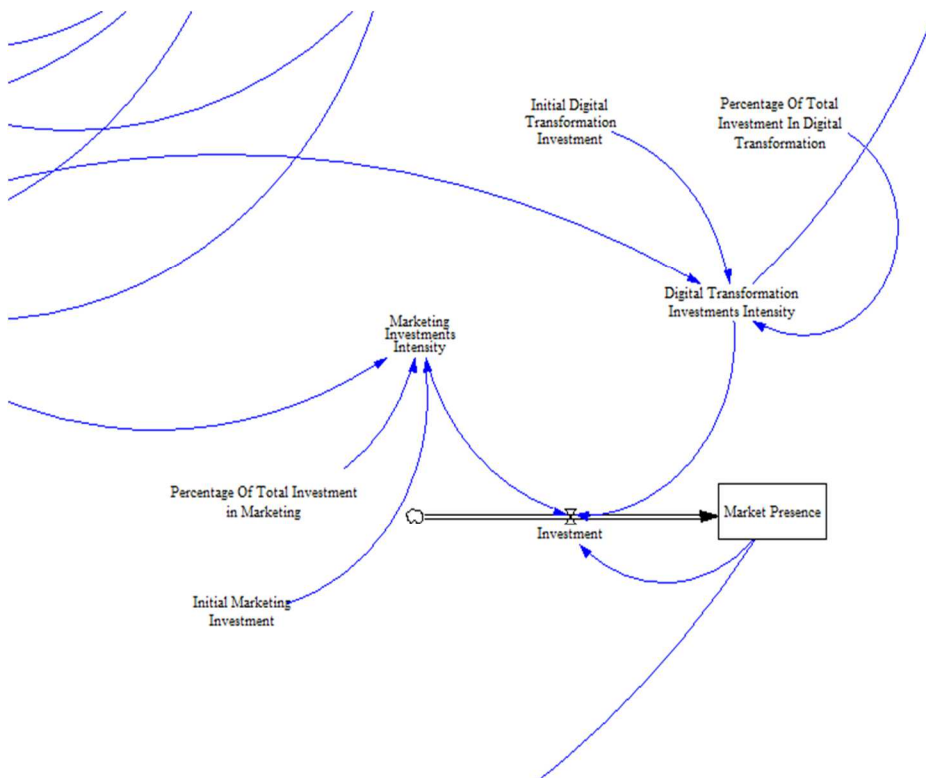 Initial Digital
Transformation
Investment
Percentage Of Total
Investment In Digital
Transformation
Digital Transformation
Investments Intensity
Marketing
Investments
Intensity
Percentage Of Total Investment
in Marketing
Investment
Market Presence
Initial Marketing
Investment